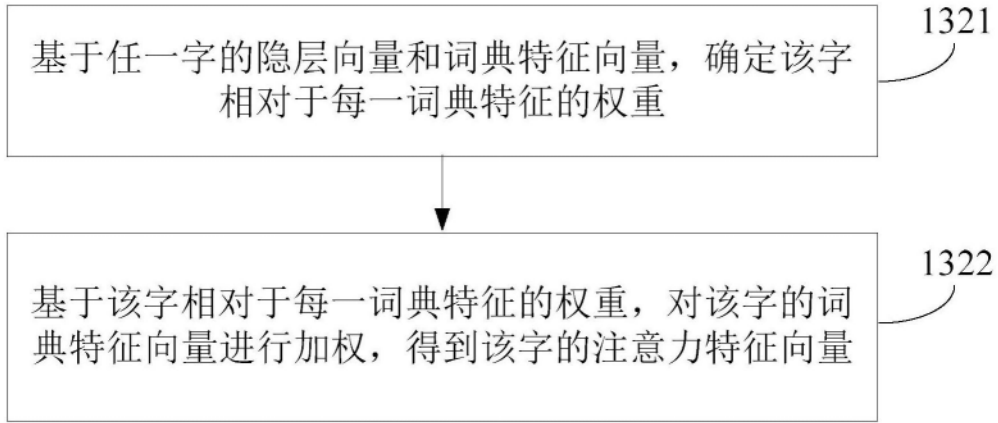 1321
基于任一字的隐层向量和词典特征向量，确定该字
相对于每一词典特征的权重
1322
基于该字相对于每一词典特征的权重，对该字的词
典特征向量进行加权，得到该字的注意力特征向量